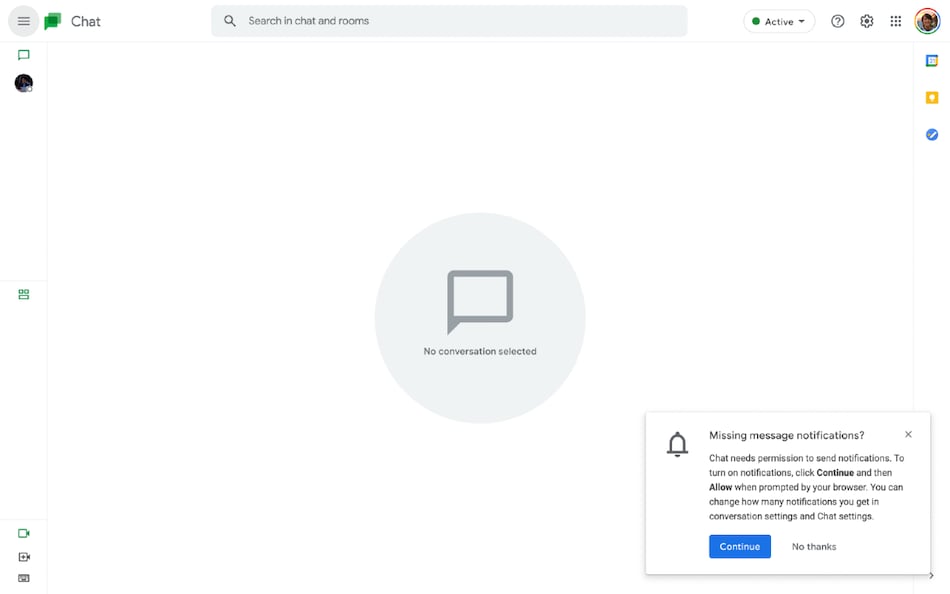 Chat
Search in chat and rooms
Active
31
No conversation selected
Missing message notifications?
Chat needs permission to send notifications. To
turn on notifications, click Continue and then
Allow when prompted by your browser. You can
change how many notifications you get in
conversation settings and Chat settings.
Continue
No thanks